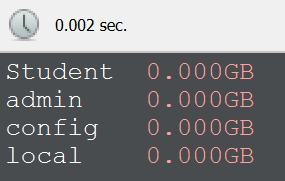 0.002 sec.
Student 0.000GB
admin 0.000GB
config 0.000GB
local 0.000GB